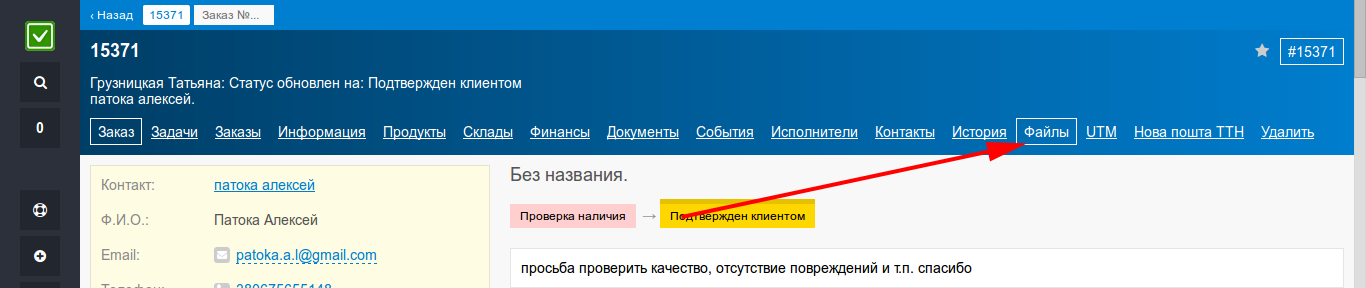 ‹ Назад 15371 Заказ №...
15371
#15371
Грузницкая Татьяна: Статус обновлен на: Подтвержден клиентом
патока алексей.
0
Заказ Задачи Заказы Информация Продукты Склады Финансы Документы События Исполнители Контакты История Файлы UTM Нова пошта ТТН Удалить
Контакт: патока алексей
Ф.И.О.: Патока Алексей
Email: patoka.a.l@gmail.com
Телефон: 380675655148
Без названия.
Проверка наличия → Подтвержден клиентом
просьба проверить качество, отсутствие повреждений и т.п. спасибо